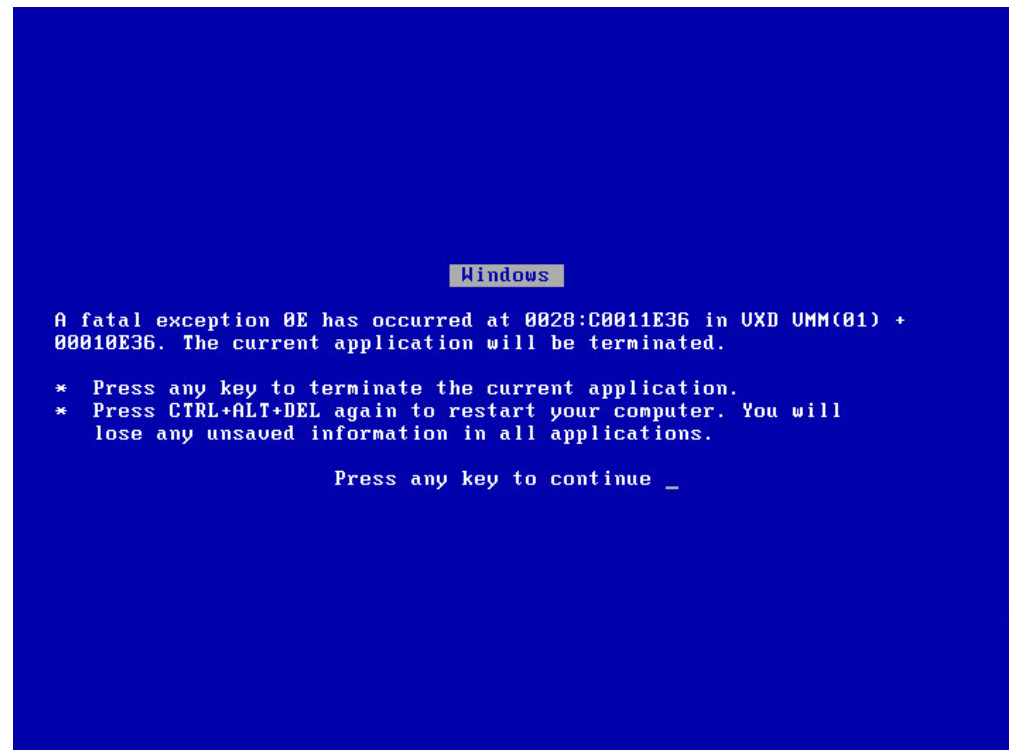 Windows
A fatal exception 0E has occurred at 0028:C0011E36 in VXD VMM(01) +
00010E36. The current application will be terminated.
* Press any key to terminate the current application.
* Press CTRL+ALT+DEL again to restart your computer. You will
lose any unsaved information in all applications.
Press any key to continue _